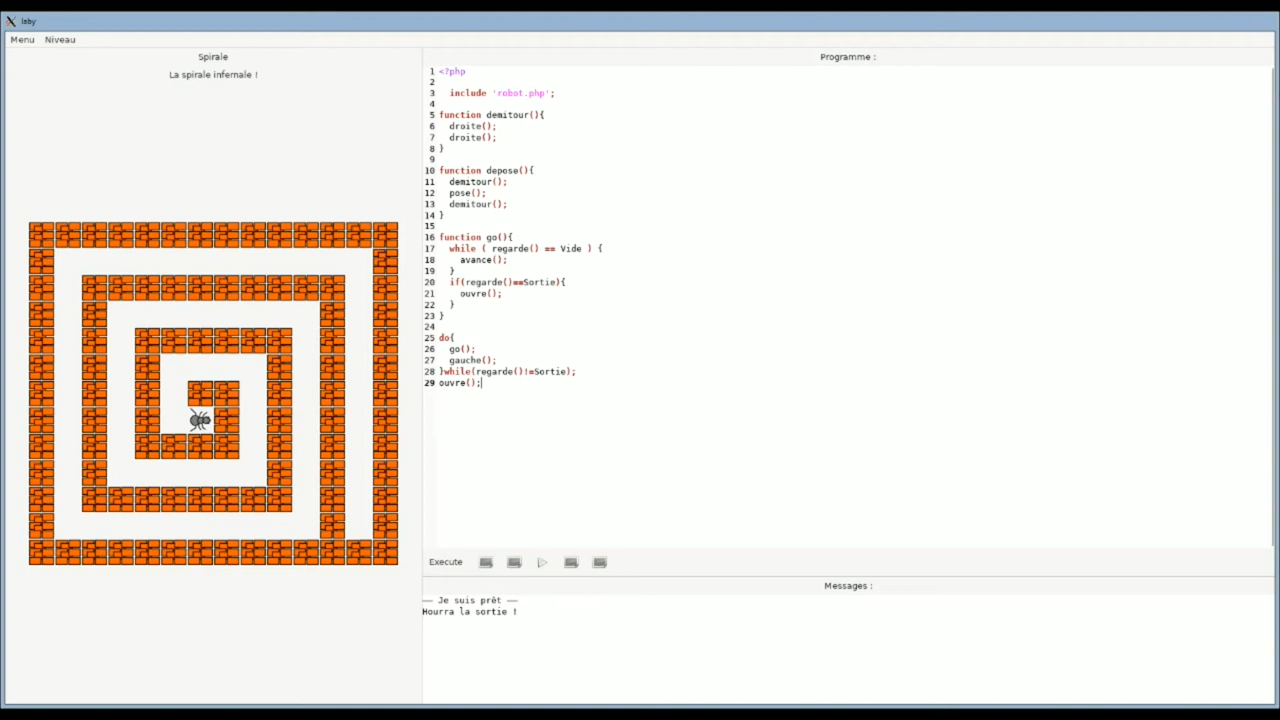 laby
Menu Niveau
Spirale
La spirale infernale !
Programme :
1 <?php
2
3 include 'robot.php';
4
5 function demitour(){
6 droite();
7 droite();
8 }
9
10 function depose(){
11 demitour();
12 pose();
13 demitour();
14 }
15
16 function go(){
17 while ( regarde() == Vide ) {
18 avance();
19 }
20 if(regarde()==Sortie){
21 ouvre();
22 }
23 }
24
25 do{
26 go();
27 gauche();
28 }while(regarde()!=Sortie);
29 ouvre();
Execute
Messages :
—— Je suis prêt ——
Hourra la sortie !